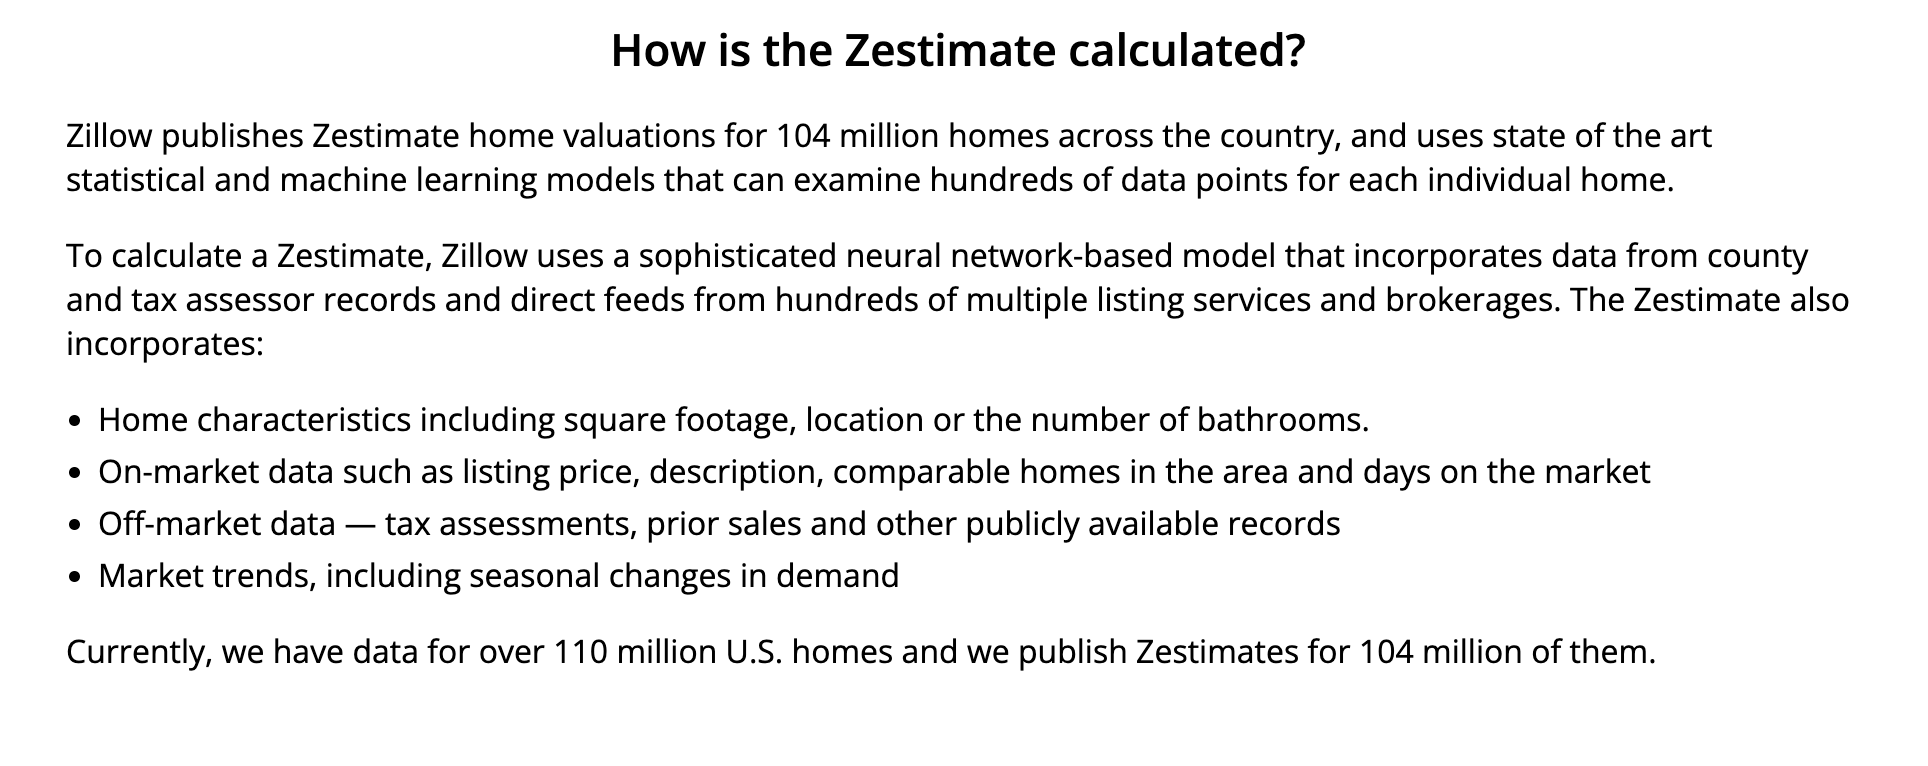 How is the Zestimate calculated?
Zillow publishes Zestimate home valuations for 104 million homes across the country, and uses state of the art
statistical and machine learning models that can examine hundreds of data points for each individual home.
To calculate a Zestimate, Zillow uses a sophisticated neural network-based model that incorporates data from county
and tax assessor records and direct feeds from hundreds of multiple listing services and brokerages. The Zestimate also
incorporates:
• Home characteristics including square footage, location or the number of bathrooms.
• On-market data such as listing price, description, comparable homes in the area and days on the market
• Off-market data — tax assessments, prior sales and other publicly available records
• Market trends, including seasonal changes in demand
Currently, we have data for over 110 million U.S. homes and we publish Zestimates for 104 million of them.